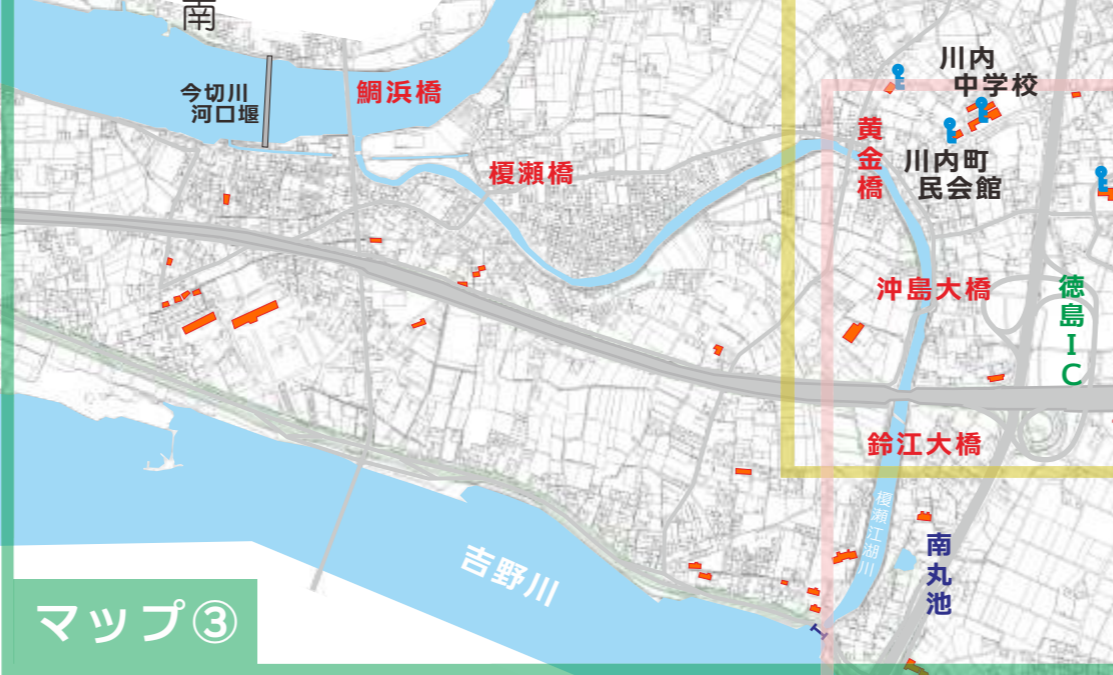 南
今切川
河口堰
鯛浜橋
榎瀬橋
黄金橋
川内
中学校
川内町
民会館
沖島大橋
徳島IC
鈴江大橋
榎瀬江湖川
南丸池
吉野川
マップ③